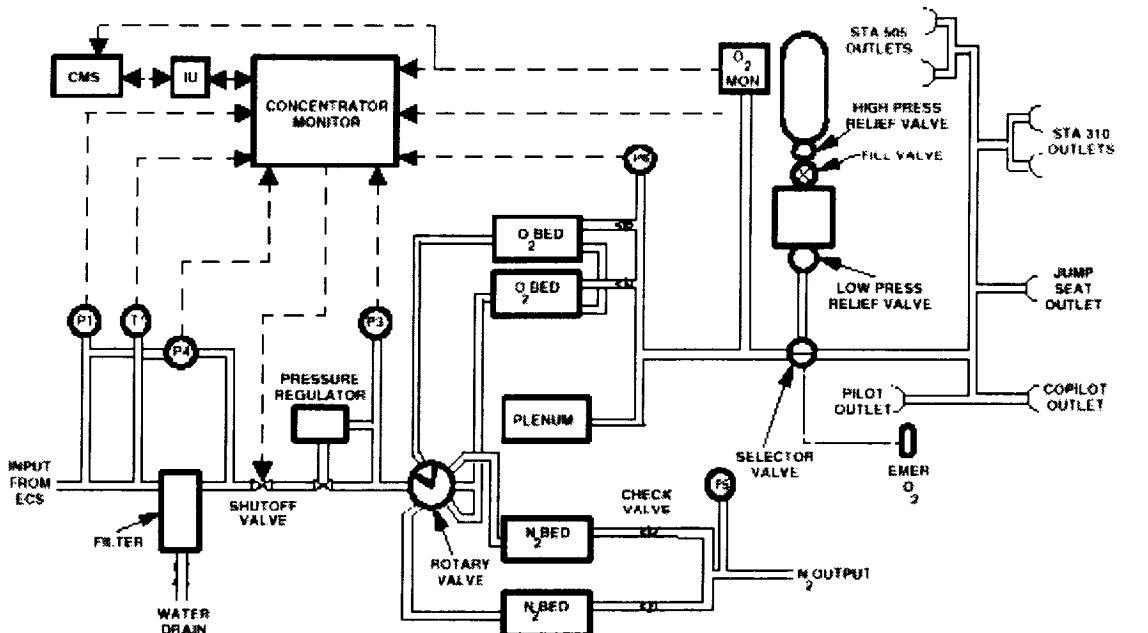 STA 505
OUTLETS
CMS
IU
CONCENTRATOR
MONITOR
O2
MON
HIGH PRESS
RELIEF VALVE
FILL VALVE
STA 310
OUTLETS
O2 BED
O2 BED
LOW PRESS
RELIEF VALVE
JUMP
SEAT
OUTLET
P1
P4
P3
PRESSURE
REGULATOR
PLENUM
PILOT
OUTLET
COPILOT
OUTLET
SELECTOR
VALVE
EMER
O2
INPUT
FROM
ECS
SHUTOFF
VALVE
FILTER
ROTARY
VALVE
CHECK
VALVE
P5
N2 BED
N2 BED
N2 OUTPUT
WATER
DRAIN